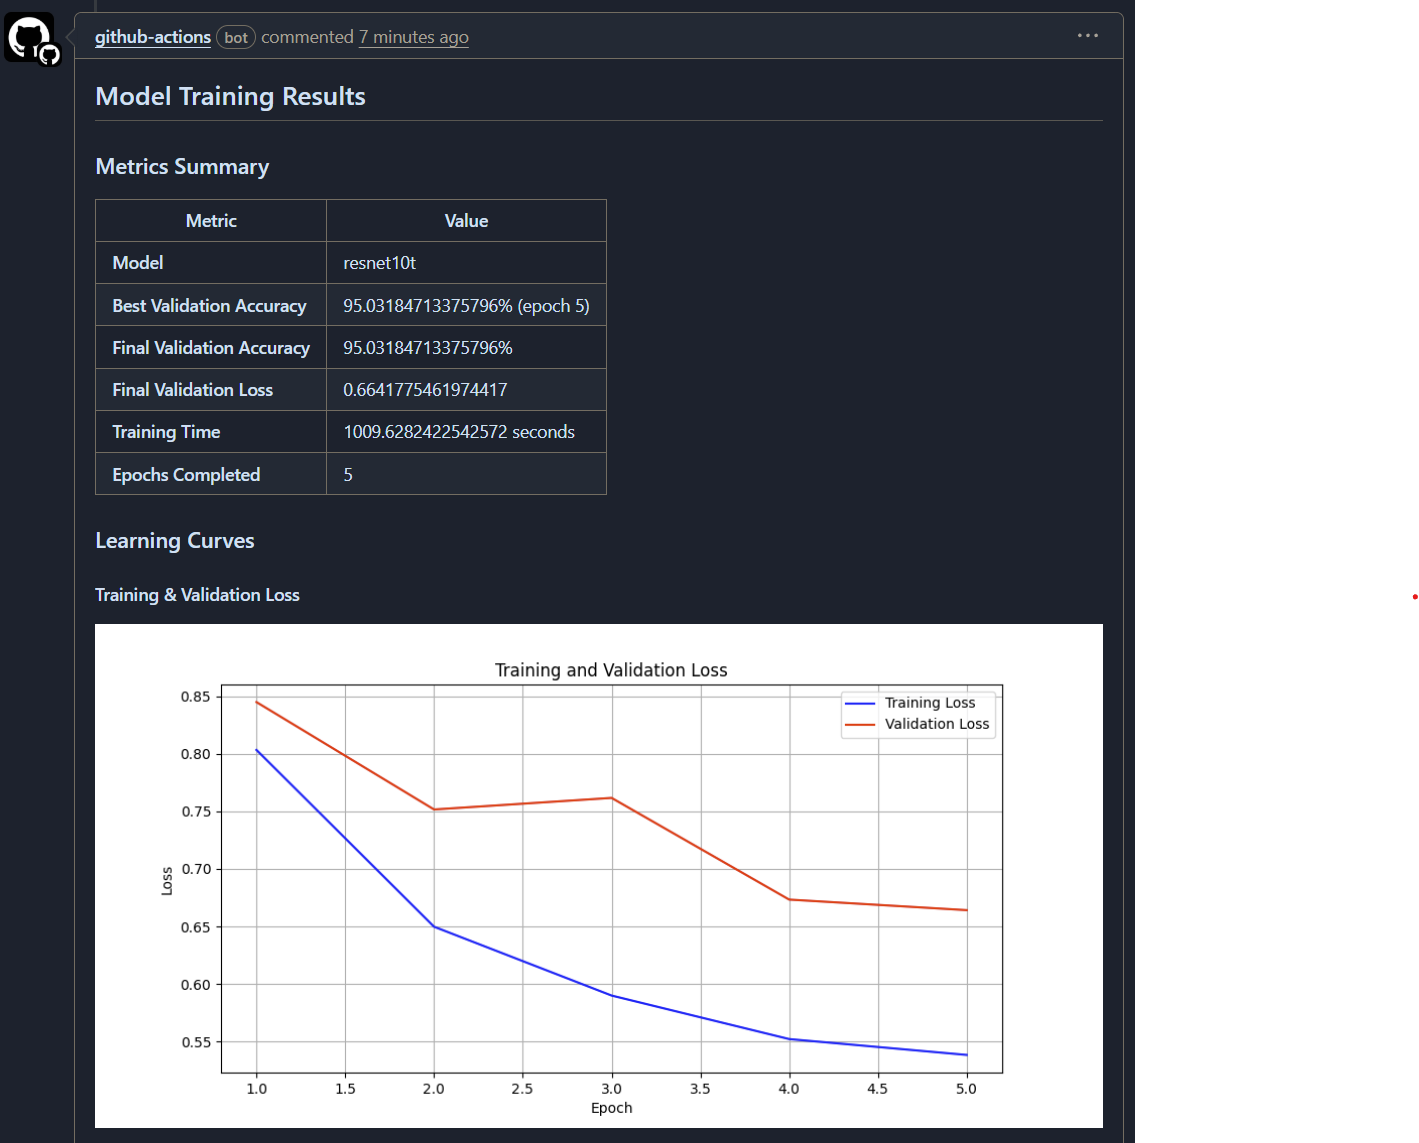 github-actions bot commented 7 minutes ago
Model Training Results
Metrics Summary
Metric Value
Model resnet10t
Best Validation Accuracy 95.03184713375796% (epoch 5)
Final Validation Accuracy 95.03184713375796%
Final Validation Loss 0.6641775461974417
Training Time 1009.6282422542572 seconds
Epochs Completed 5
Learning Curves
Training & Validation Loss
Training and Validation Loss
Training Loss
Validation Loss
Loss
0.85
0.80
0.75
0.70
0.65
0.60
0.55
1.0 1.5 2.0 2.5 3.0 3.5 4.0 4.5 5.0
Epoch